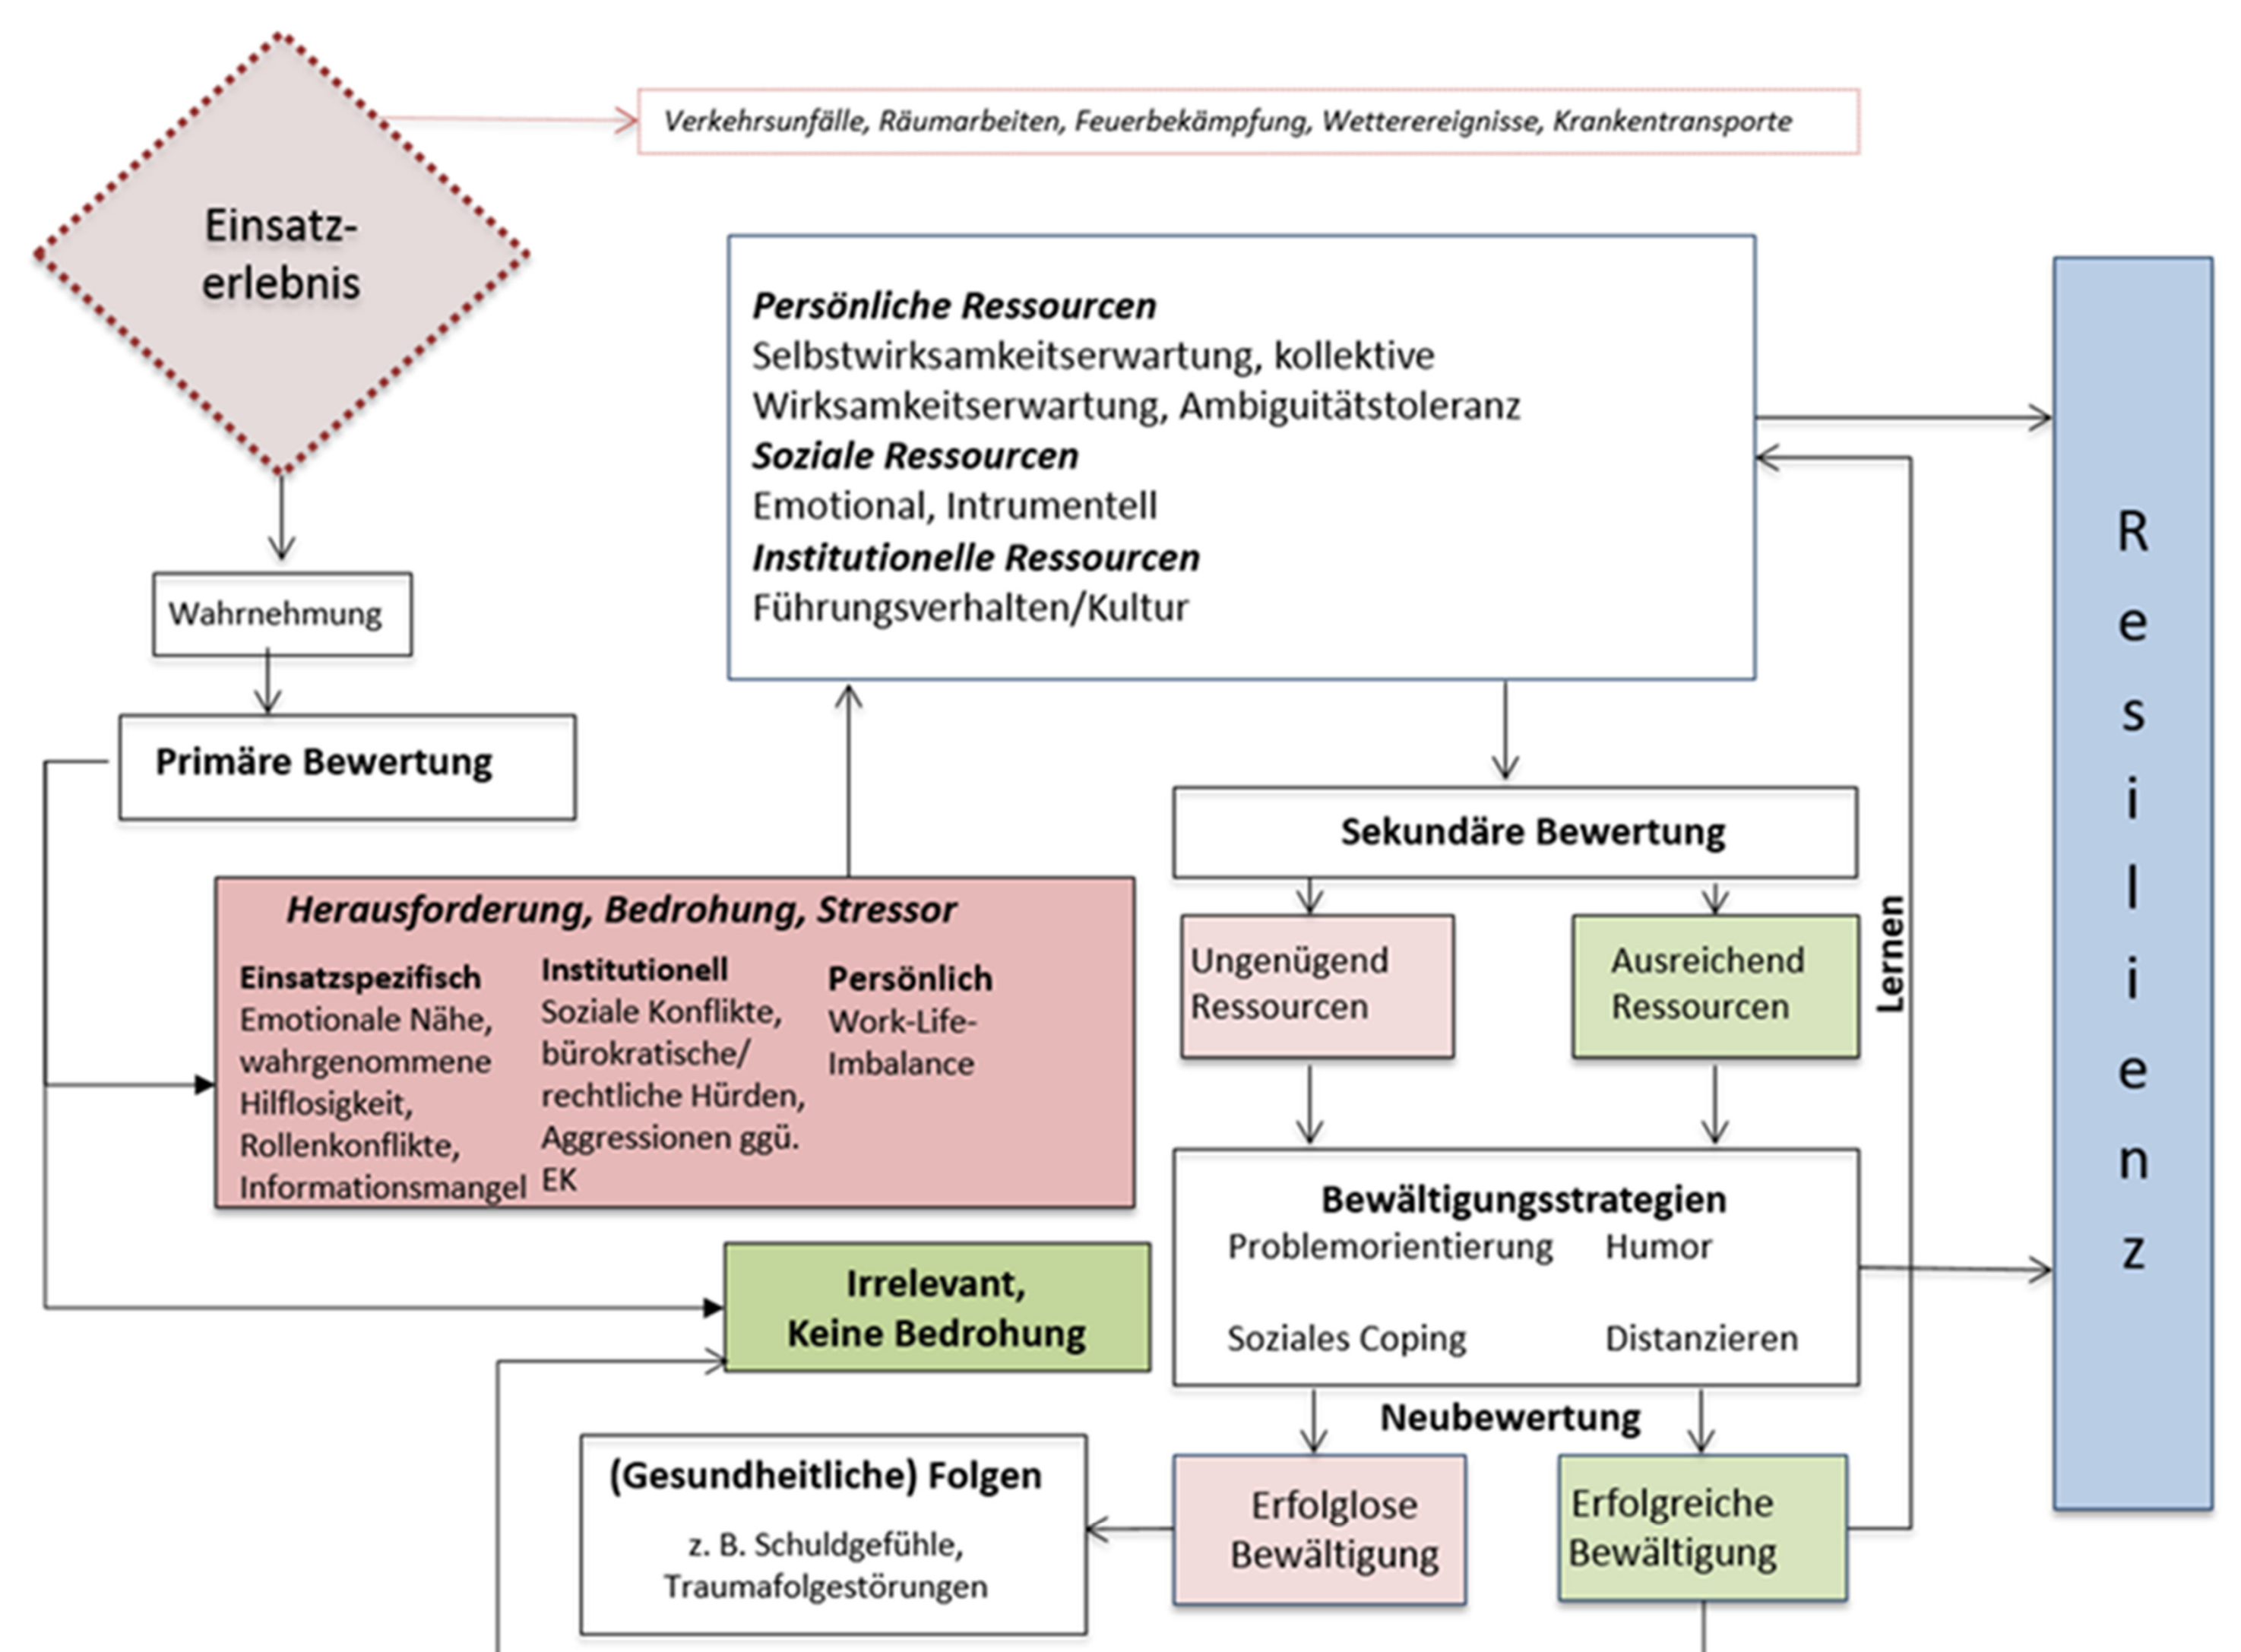 Verkehrsunfälle, Räumarbeiten, Feuerbekämpfung, Wetterereignisse, Krankentransporte
Einsatz-
erlebnis
Wahrnehmung
Primäre Bewertung
Persönliche Ressourcen
Selbstwirksamkeitserwartung, kollektive
Wirksamkeitserwartung, Ambiguitätstoleranz
Soziale Ressourcen
Emotional, Intrumentell
Institutionelle Ressourcen
Führungsverhalten/Kultur
Herausforderung, Bedrohung, Stressor
Einsatzspezifisch
Emotionale Nähe,
wahrgenommene
Hilflosigkeit,
Rollenkonflikte,
Informationsmangel
Institutionell
Soziale Konflikte,
bürokratische/
rechtliche Hürden,
Aggressionen ggü.
EK
Persönlich
Work-Life-
Imbalance
Irrelevant,
Keine Bedrohung
Sekundäre Bewertung
Ungenügend
Ressourcen
Ausreichend
Ressourcen
Bewältigungsstrategien
Problemorientierung Humor
Soziales Coping Distanzieren
Neubewertung
Erfolglose
Bewältigung
Erfolgreiche
Bewältigung
(Gesundheitliche) Folgen
z. B. Schuldgefühle,
Traumafolgestörungen
Lernen
Resilienz